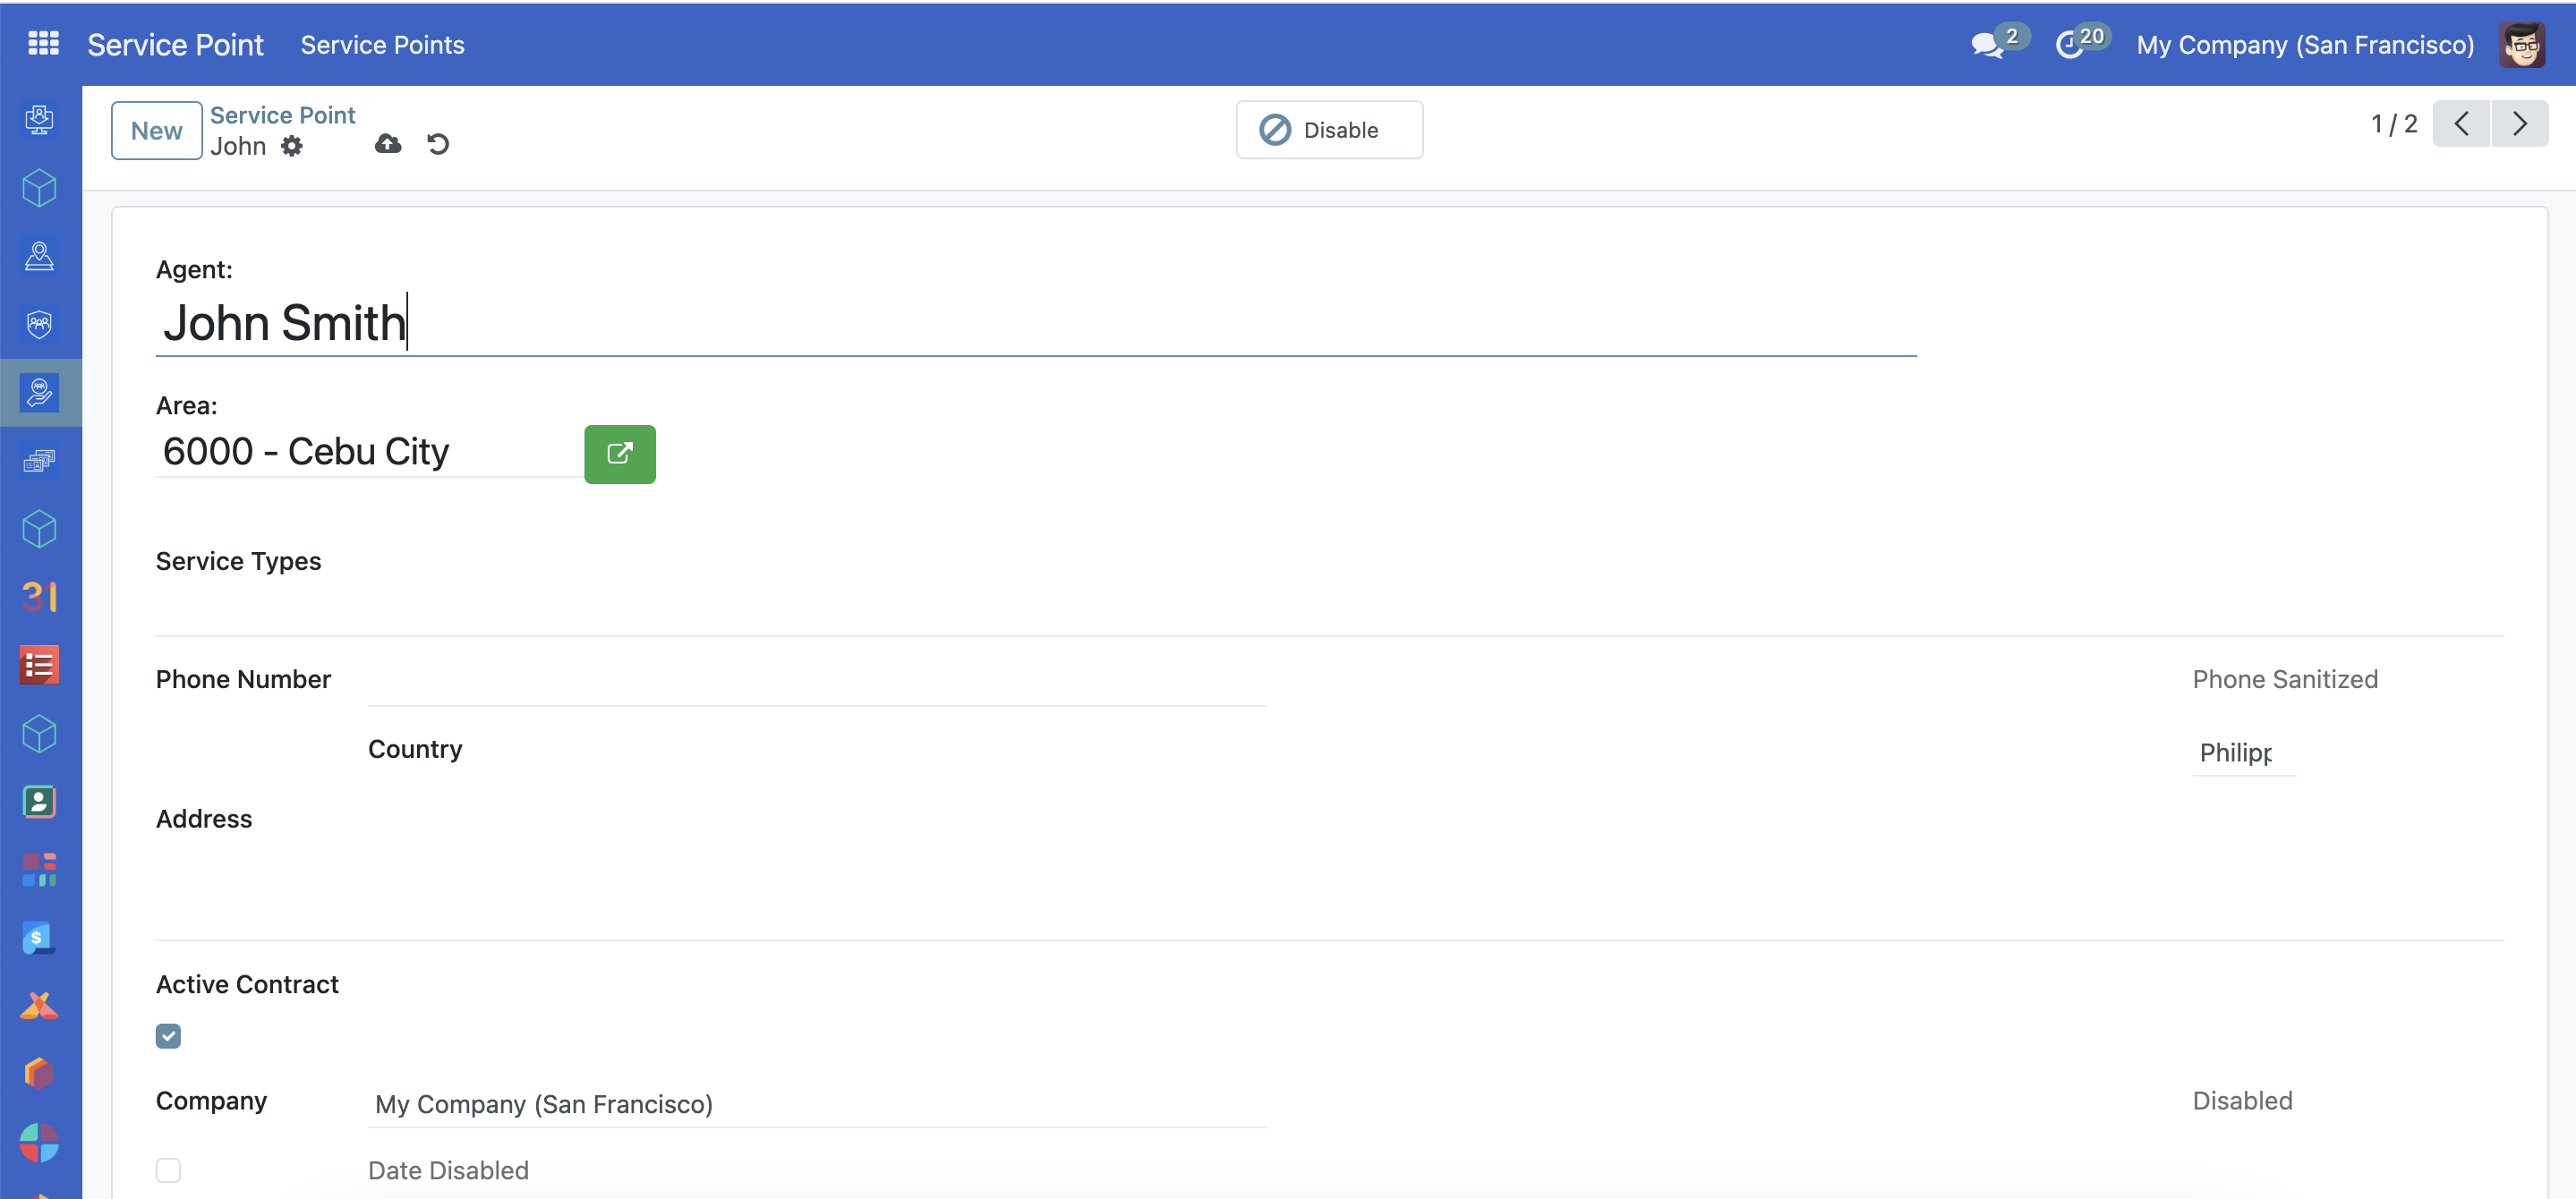 Service Point Service Points 2 20 My Company (San Francisco)
New Service Point
John
Disable
1 / 2
Agent:
John Smith
Area:
6000 - Cebu City
Service Types
Phone Number Phone Sanitized
Country Philipp
Address
31
$
Active Contract
Company My Company (San Francisco) Disabled
Date Disabled